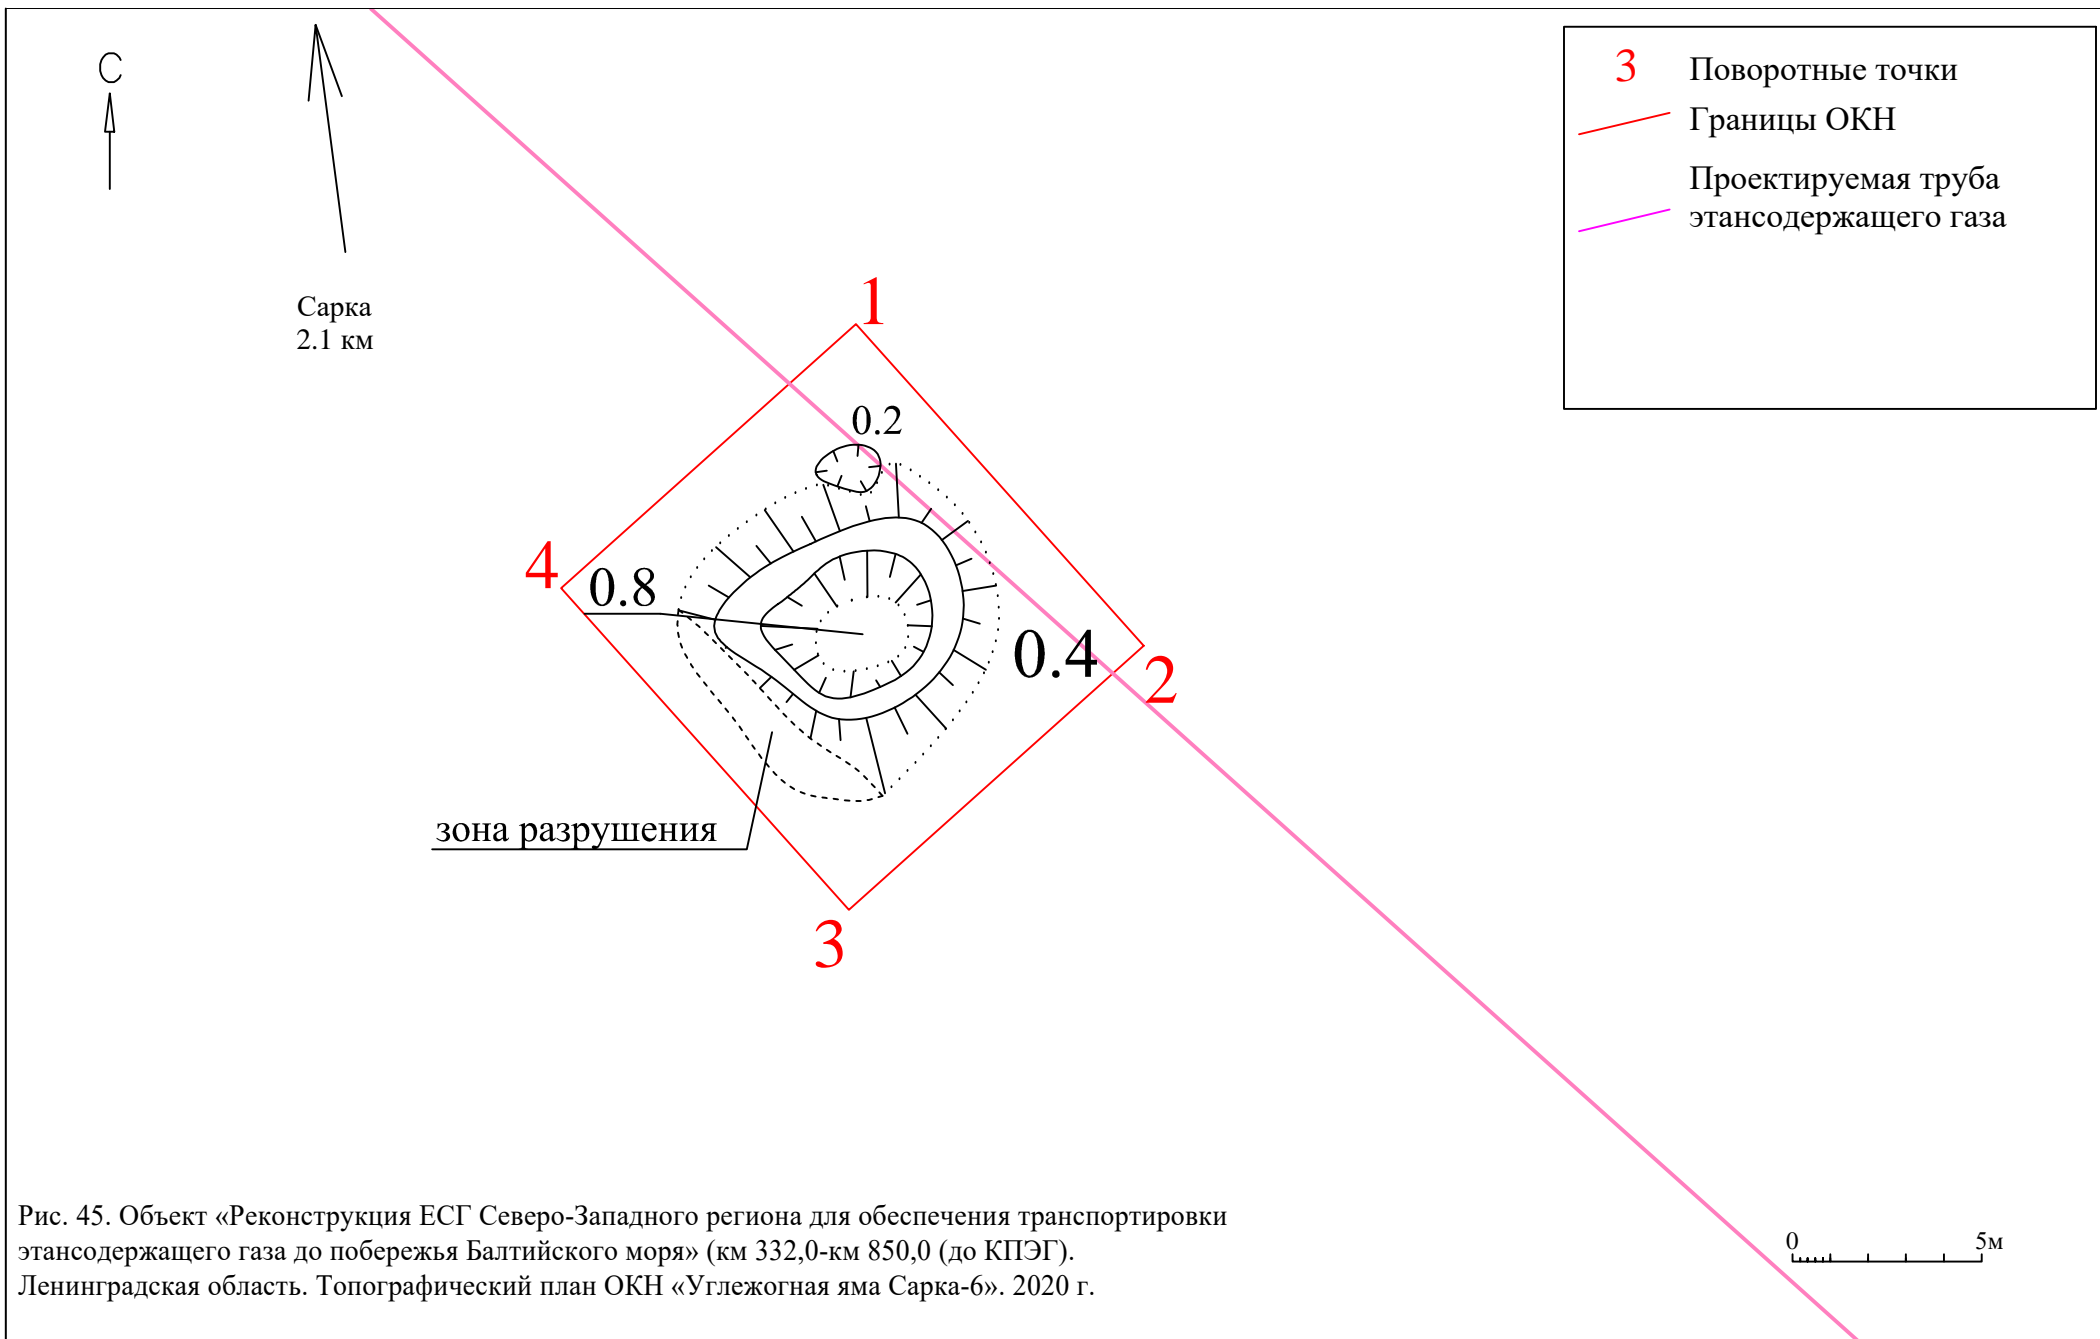 С
Сарка
2.1 км
3 Поворотные точки
Границы ОКН
Проектируемая труба
этансодержащего газа
1
0.2
4
0.8
0.4
2
зона разрушения
3
Рис. 45. Объект «Реконструкция ЕСГ Северо-Западного региона для обеспечения транспортировки
этансодержащего газа до побережья Балтийского моря» (км 332,0-км 850,0 (до КПЭГ).
Ленинградская область. Топографический план ОКН «Углежогная яма Сарка-6». 2020 г.
0 5м